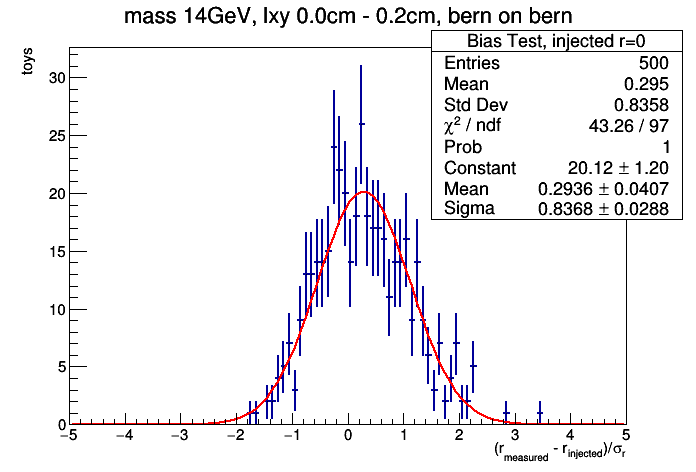 mass 14GeV, lxy 0.0cm - 0.2cm, bern on bern
Bias Test, injected r=0
Entries 500
Mean 0.295
Std Dev 0.8358
χ² / ndf 43.26 / 97
Prob 1
Constant 20.12 ± 1.20
Mean 0.2936 ± 0.0407
Sigma 0.8368 ± 0.0288
toys
30
25
20
15
10
5
0
−5 −4 −3 −2 −1 0 1 2 3 4 5
(r_measured - r_injected)/σ_r